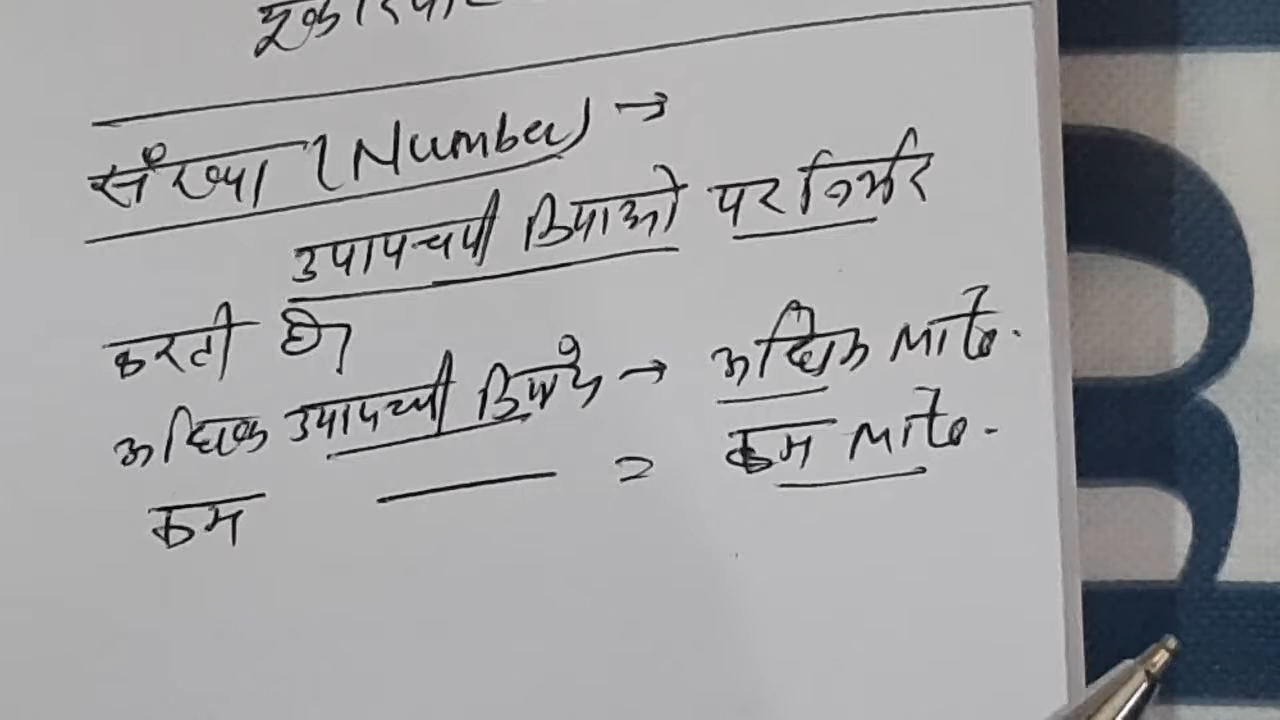 संख्या (Number) →
उपापचयी क्रियाओ पर निर्भर
करती है।
अधिक उपापचयी क्रियाये → अधिक mito.
कम ——— = कम mito.